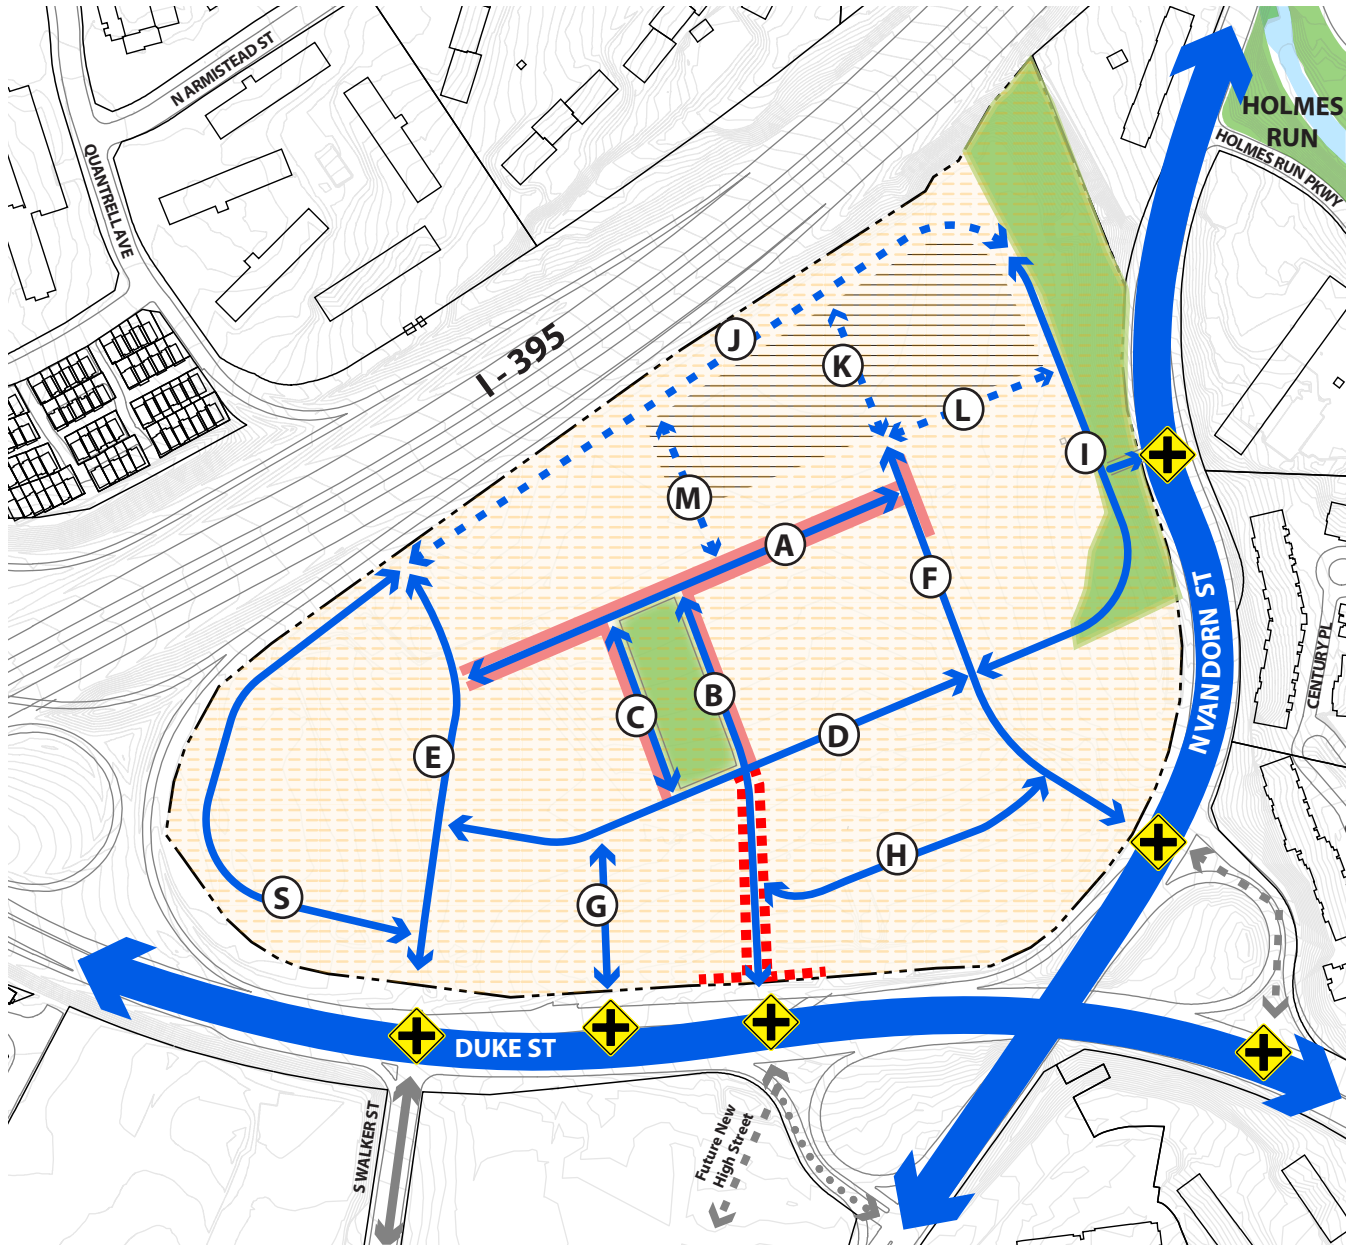 N ARMISTEAD ST
QUANTRELL AVE
HOLMES
RUN
HOLMES RUN PKWY
I - 395
J
K
L
I
M
A
F
B
C
D
E
H
S
G
N VAN DORN ST
CENTURY PL
DUKE ST
S WALKER ST
Future New
High Street